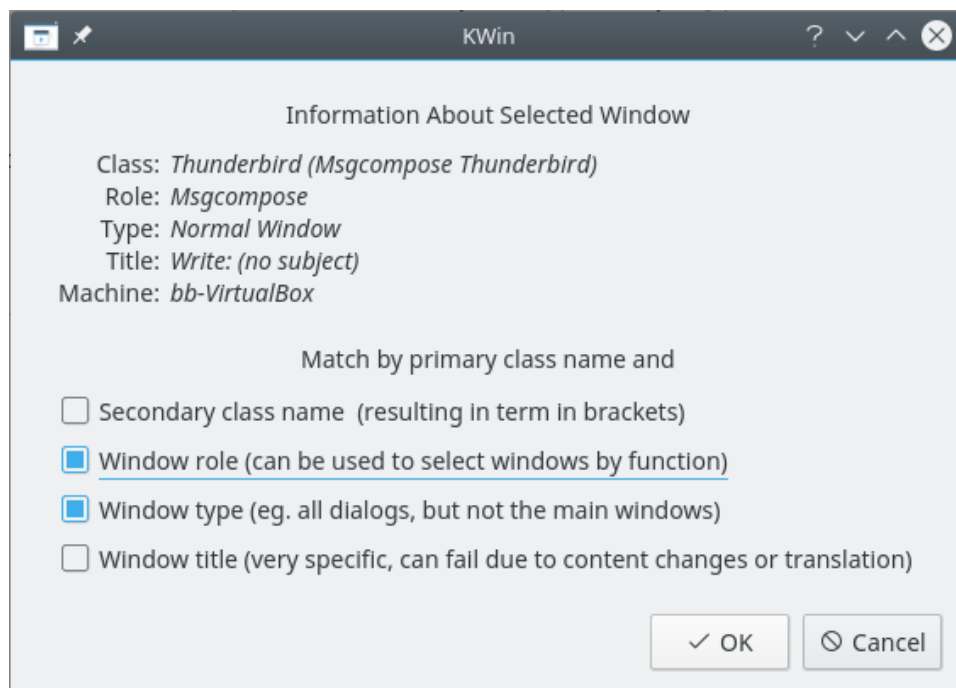 KWin
Information About Selected Window
Class: Thunderbird (Msgcompose Thunderbird)
Role: Msgcompose
Type: Normal Window
Title: Write: (no subject)
Machine: bb-VirtualBox
Match by primary class name and
Secondary class name  (resulting in term in brackets)
Window role (can be used to select windows by function)
Window type (eg. all dialogs, but not the main windows)
Window title (very specific, can fail due to content changes or translation)
OK Cancel